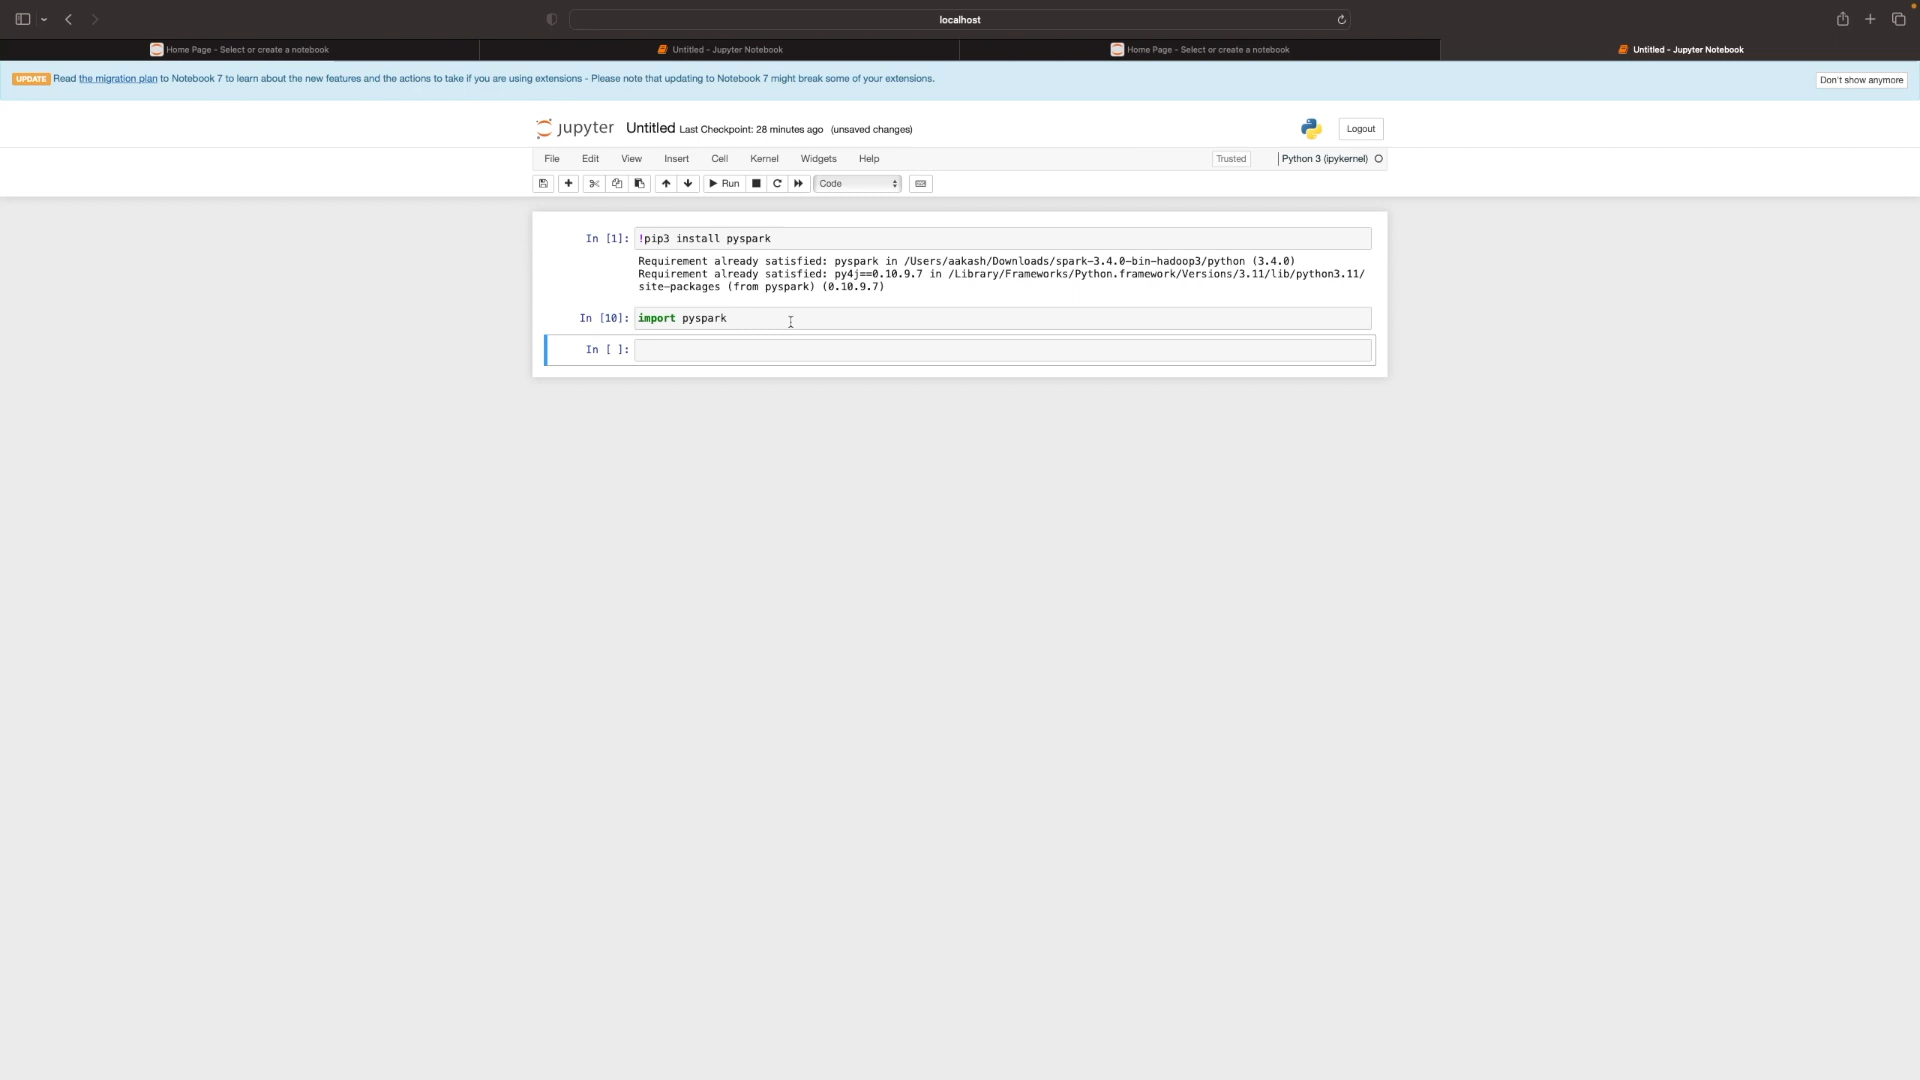 localhost
Home Page - Select or create a notebook
Untitled - Jupyter Notebook
Home Page - Select or create a notebook
Untitled - Jupyter Notebook
UPDATE Read the migration plan to Notebook 7 to learn about the new features and the actions to take if you are using extensions - Please note that updating to Notebook 7 might break some of your extensions.
Don't show anymore
jupyter Untitled Last Checkpoint: 28 minutes ago (unsaved changes)
Logout
File Edit View Insert Cell Kernel Widgets Help
Trusted
Python 3 (ipykernel)
Run
Code
In [1]: !pip3 install pyspark
Requirement already satisfied: pyspark in /Users/aakash/Downloads/spark-3.4.0-bin-hadoop3/python (3.4.0)
Requirement already satisfied: py4j==0.10.9.7 in /Library/Frameworks/Python.framework/Versions/3.11/lib/python3.11/
site-packages (from pyspark) (0.10.9.7)
In [10]: import pyspark
In [ ]: